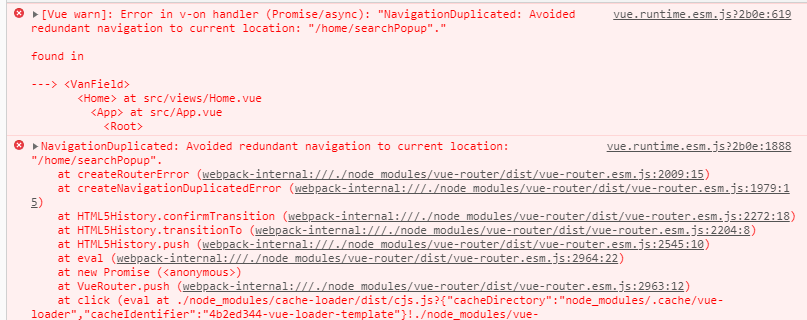 [Vue warn]: Error in v-on handler (Promise/async): "NavigationDuplicated: Avoided vue.runtime.esm.js?2b0e:619
redundant navigation to current location: "/home/searchPopup"."
found in
---> <VanField>
<Home> at src/views/Home.vue
<App> at src/App.vue
<Root>
NavigationDuplicated: Avoided redundant navigation to current location: vue.runtime.esm.js?2b0e:1888
"/home/searchPopup".
at createRouterError (webpack-internal:///./node_modules/vue-router/dist/vue-router.esm.js:2009:15)
at createNavigationDuplicatedError (webpack-internal:///./node_modules/vue-router/dist/vue-router.esm.js:1979:1
5)
at HTML5History.confirmTransition (webpack-internal:///./node_modules/vue-router/dist/vue-router.esm.js:2272:18)
at HTML5History.transitionTo (webpack-internal:///./node_modules/vue-router/dist/vue-router.esm.js:2204:8)
at HTML5History.push (webpack-internal:///./node_modules/vue-router/dist/vue-router.esm.js:2545:10)
at eval (webpack-internal:///./node_modules/vue-router/dist/vue-router.esm.js:2964:22)
at new Promise (<anonymous>)
at VueRouter.push (webpack-internal:///./node_modules/vue-router/dist/vue-router.esm.js:2963:12)
at click (eval at ./node_modules/cache-loader/dist/cjs.js?{"cacheDirectory":"node_modules/.cache/vue-
loader","cacheIdentifier":"4b2ed344-vue-loader-template"}!./node_modules/vue-